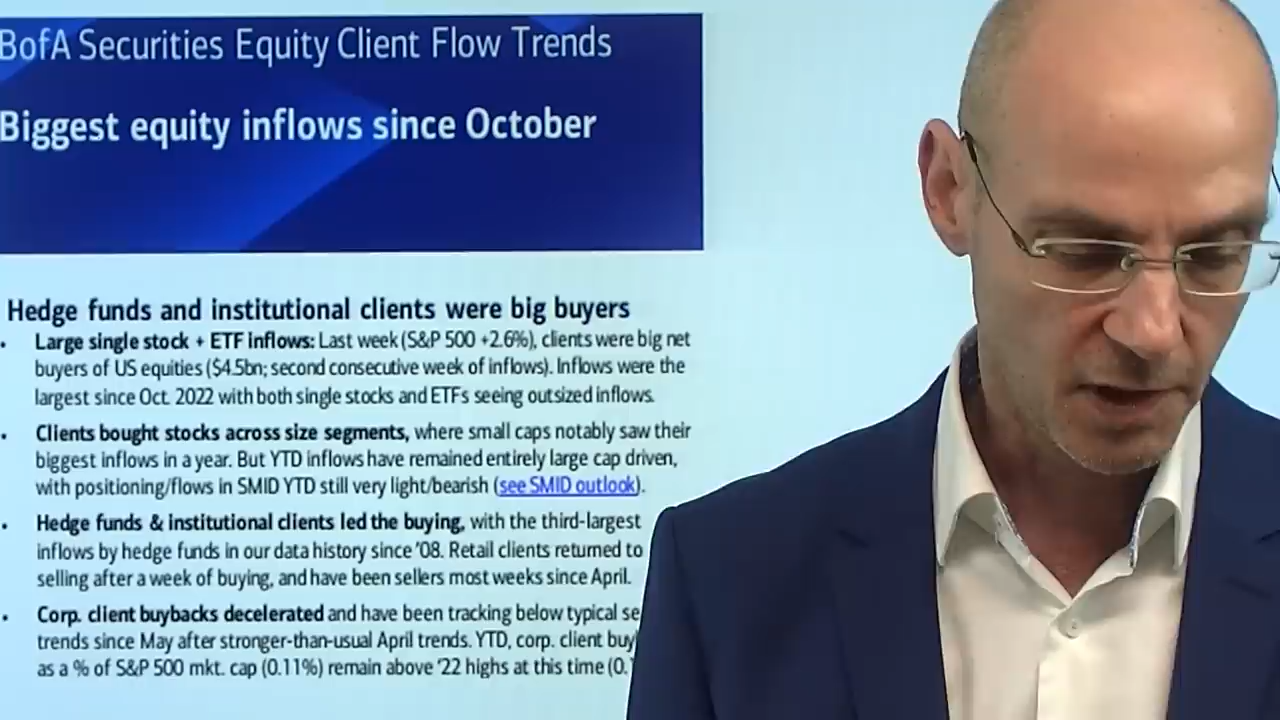 BofA Securities Equity Client Flow Trends
Biggest equity inflows since October
Hedge funds and institutional clients were big buyers
• Large single stock + ETF inflows: Last week (S&P 500 +2.6%), clients were big net
buyers of US equities ($4.5bn; second consecutive week of inflows). Inflows were the
largest since Oct. 2022 with both single stocks and ETFs seeing outsized inflows.
• Clients bought stocks across size segments, where small caps notably saw their
biggest inflows in a year. But YTD inflows have remained entirely large cap driven,
with positioning/flows in SMID YTD still very light/bearish (see SMID outlook).
• Hedge funds & institutional clients led the buying, with the third-largest
inflows by hedge funds in our data history since '08. Retail clients returned to
selling after a week of buying, and have been sellers most weeks since April.
• Corp. client buybacks decelerated and have been tracking below typical
trends since May after stronger-than-usual April trends. YTD, corp. client
as a % of S&P 500 mkt. cap (0.11%) remain above '22 highs at this time